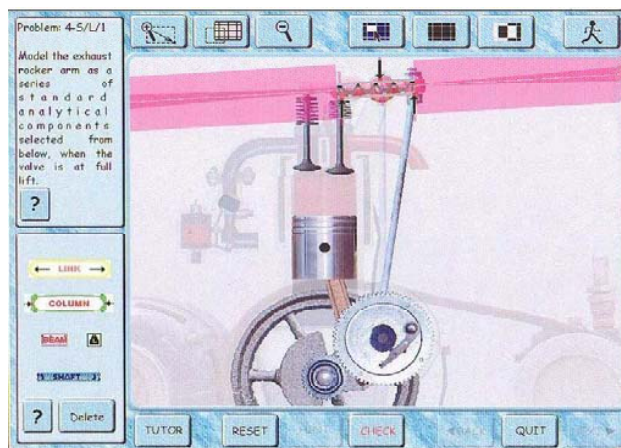 Problem: 4-S/L/1
Model the exhaust
rocker arm as a
series of
standard
analytical
components
selected from
below, when the
valve is at full
lift.
?
LINK
COLUMN
BEAM
SHAFT
? Delete
TUTOR RESET CHECK BACK QUIT